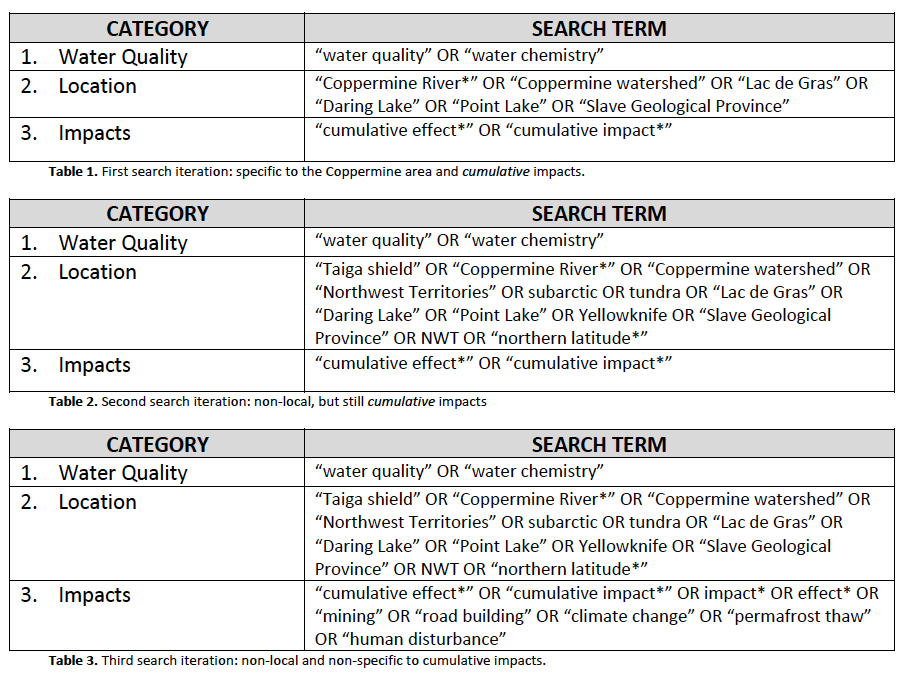 CATEGORY SEARCH TERM
1. Water Quality “water quality” OR “water chemistry”
2. Location “Coppermine River*” OR “Coppermine watershed” OR “Lac de Gras” OR
“Daring Lake” OR “Point Lake” OR “Slave Geological Province”
3. Impacts “cumulative effect*” OR “cumulative impact*”
Table 1. First search iteration: specific to the Coppermine area and cumulative impacts.
CATEGORY SEARCH TERM
1. Water Quality “water quality” OR “water chemistry”
2. Location “Taiga shield” OR “Coppermine River*” OR “Coppermine watershed” OR
“Northwest Territories” OR subarctic OR tundra OR “Lac de Gras” OR
“Daring Lake” OR “Point Lake” OR Yellowknife OR “Slave Geological
Province” OR NWT OR “northern latitude*”
3. Impacts “cumulative effect*” OR “cumulative impact*”
Table 2. Second search iteration: non-local, but still cumulative impacts
CATEGORY SEARCH TERM
1. Water Quality “water quality” OR “water chemistry”
2. Location “Taiga shield” OR “Coppermine River*” OR “Coppermine watershed” OR
“Northwest Territories” OR subarctic OR tundra OR “Lac de Gras” OR
“Daring Lake” OR “Point Lake” OR Yellowknife OR “Slave Geological
Province” OR NWT OR “northern latitude*”
3. Impacts “cumulative effect*” OR “cumulative impact*” OR impact* OR effect* OR
“mining” OR “road building” OR “climate change” OR “permafrost thaw”
OR “human disturbance”
Table 3. Third search iteration: non-local and non-specific to cumulative impacts.